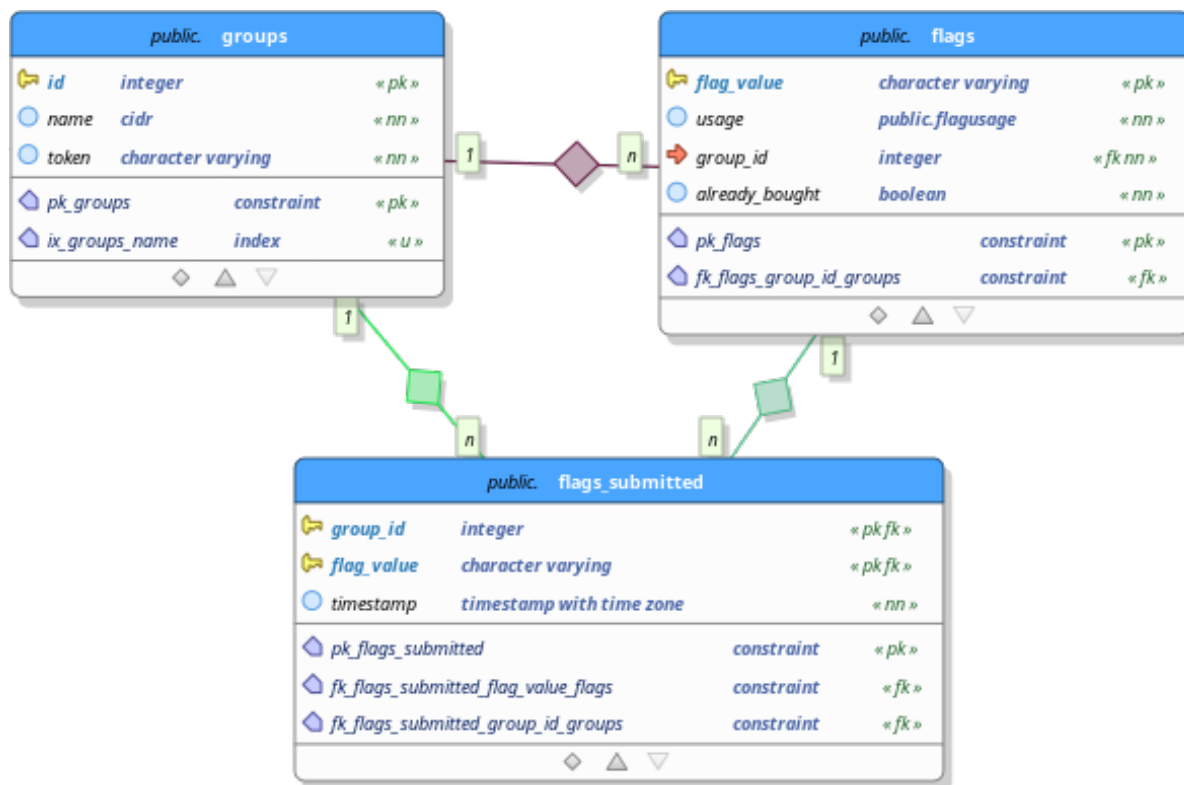 public. groups
id integer « pk »
name cidr « nn »
token character varying « nn »
pk_groups constraint « pk »
ix_groups_name index « u »
1
n
public. flags
flag_value character varying « pk »
usage public.flagusage « nn »
group_id integer « fk nn »
already_bought boolean « nn »
pk_flags constraint « pk »
fk_flags_group_id_groups constraint « fk »
1
1
n
n
public. flags_submitted
group_id integer « pk fk »
flag_value character varying « pk fk »
timestamp timestamp with time zone « nn »
pk_flags_submitted constraint « pk »
fk_flags_submitted_flag_value_flags constraint « fk »
fk_flags_submitted_group_id_groups constraint « fk »